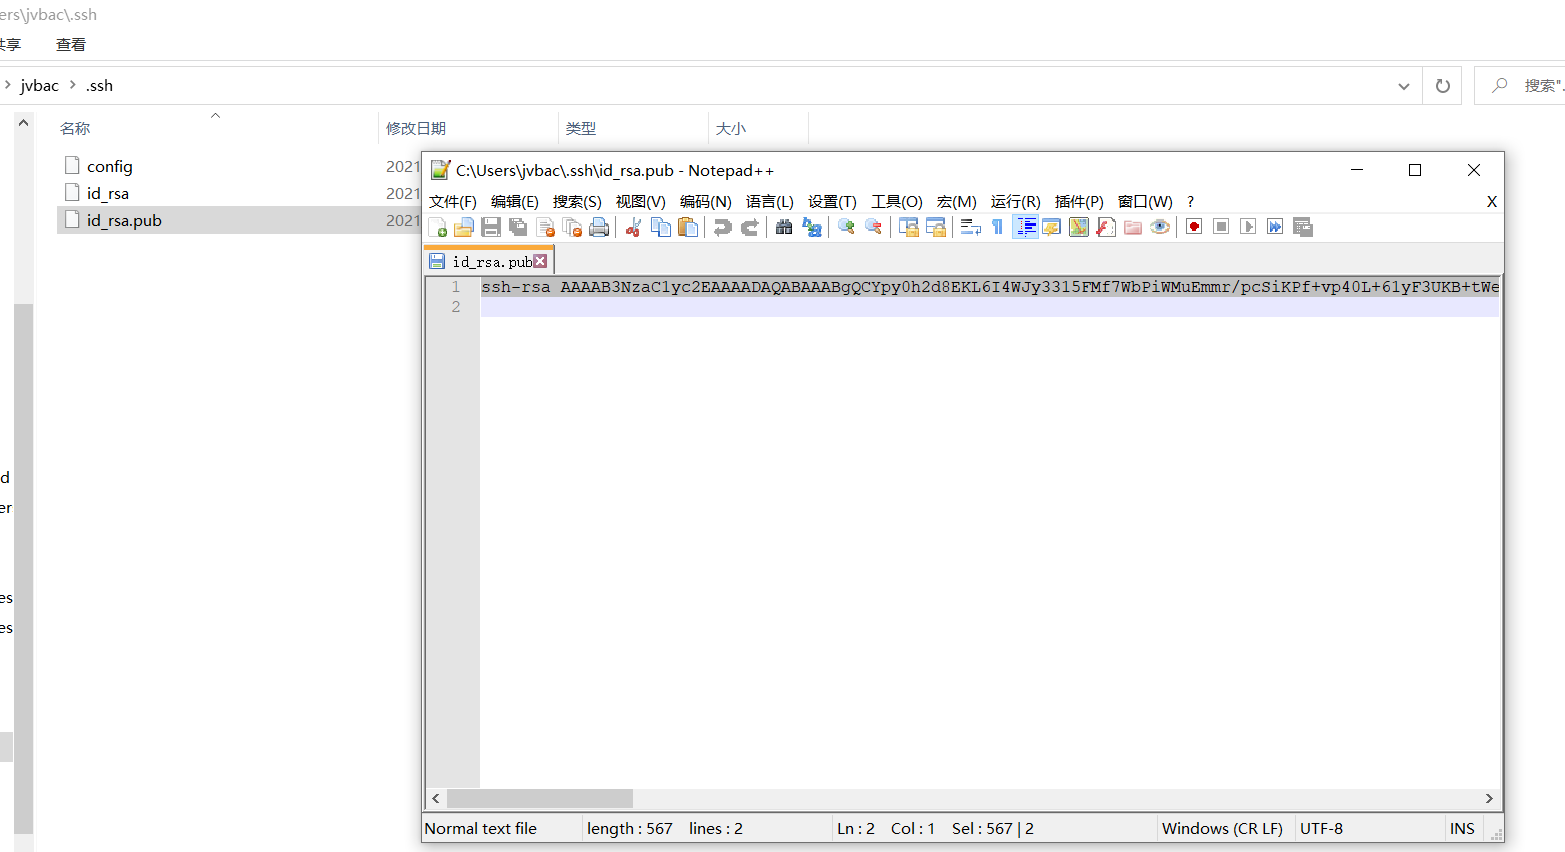 ers\jvbac\.ssh
共享 查看
jvbac .ssh
搜索".
名称 修改日期 类型 大小
config 2021
id_rsa 2021
id_rsa.pub 2021
C:\Users\jvbac\.ssh\id_rsa.pub - Notepad++
文件(F) 编辑(E) 搜索(S) 视图(V) 编码(N) 语言(L) 设置(T) 工具(O) 宏(M) 运行(R) 插件(P) 窗口(W) ? X
id_rsa.pub
1 ssh-rsa AAAAB3NzaC1yc2EAAAADAQABAAABgQCYpy0h2d8EKL6I4WJy3315FMf7WbPiWMuEmmr/pcSiKPf+vp40L+61yF3UKB+tWe
2
d
er
es
es
Normal text file length : 567 lines : 2 Ln : 2 Col : 1 Sel : 567 | 2 Windows (CR LF) UTF-8 INS